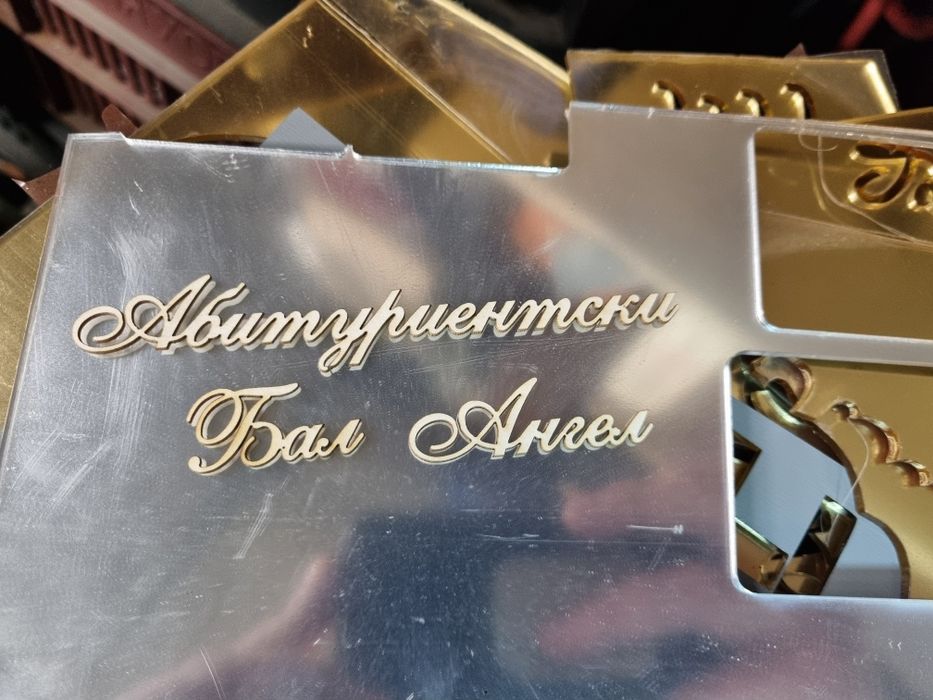 Абитуриентски
Бал Ангел